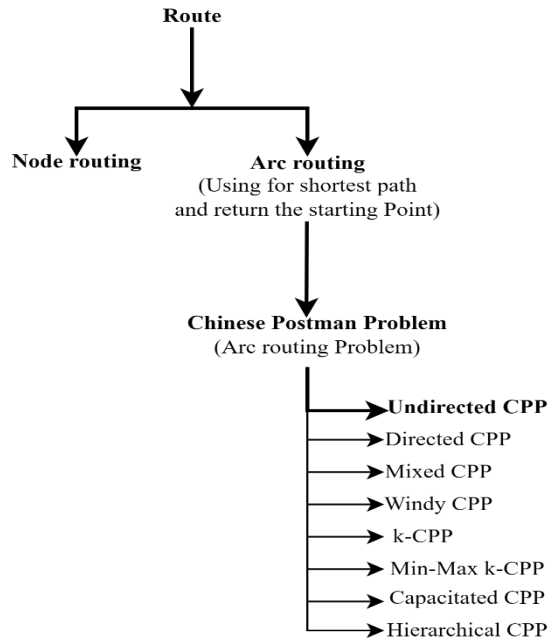 Route
Node routing
Arc routing
(Using for shortest path
and return the starting Point)
Chinese Postman Problem
(Arc routing Problem)
Undirected CPP
Directed CPP
Mixed CPP
Windy CPP
k-CPP
Min-Max k-CPP
Capacitated CPP
Hierarchical CPP